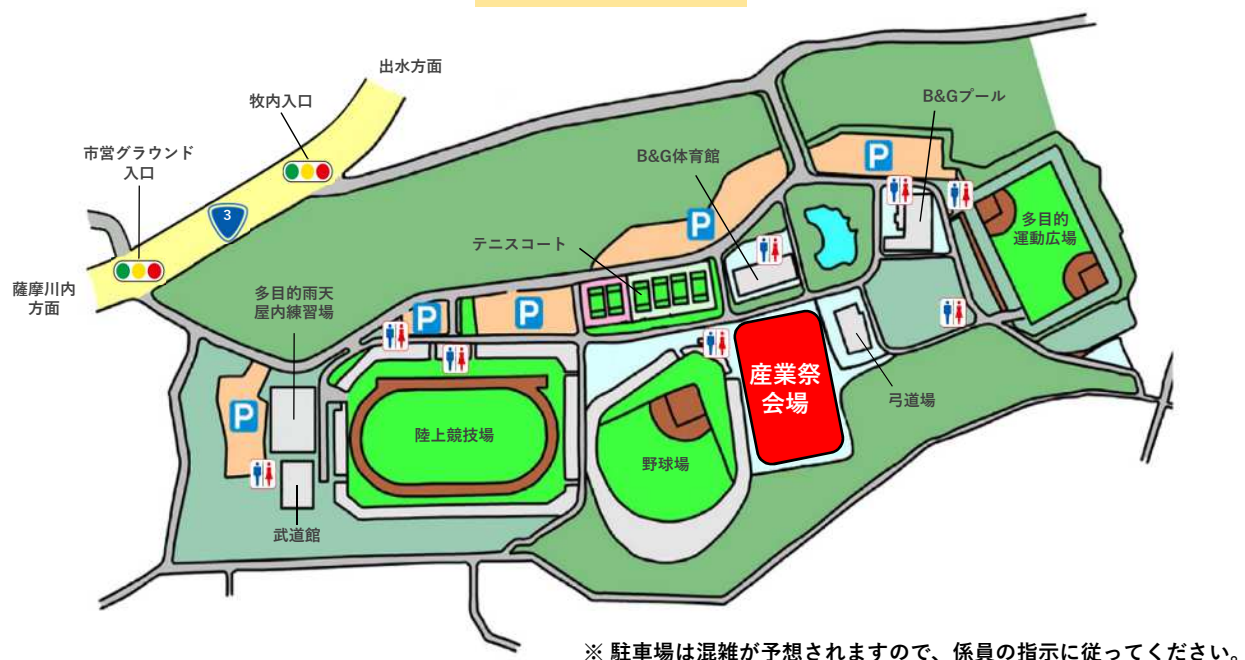 出水方面
牧内入口
市営グラウンド
入口
3
薩摩川内
方面
B&Gプール
B&G体育館
P
P
多目的
運動広場
テニスコート
多目的雨天
屋内練習場
P
P
P
産業祭
会場
弓道場
陸上競技場
野球場
武道館
※ 駐車場は混雑が予想されますので、係員の指示に従ってください。